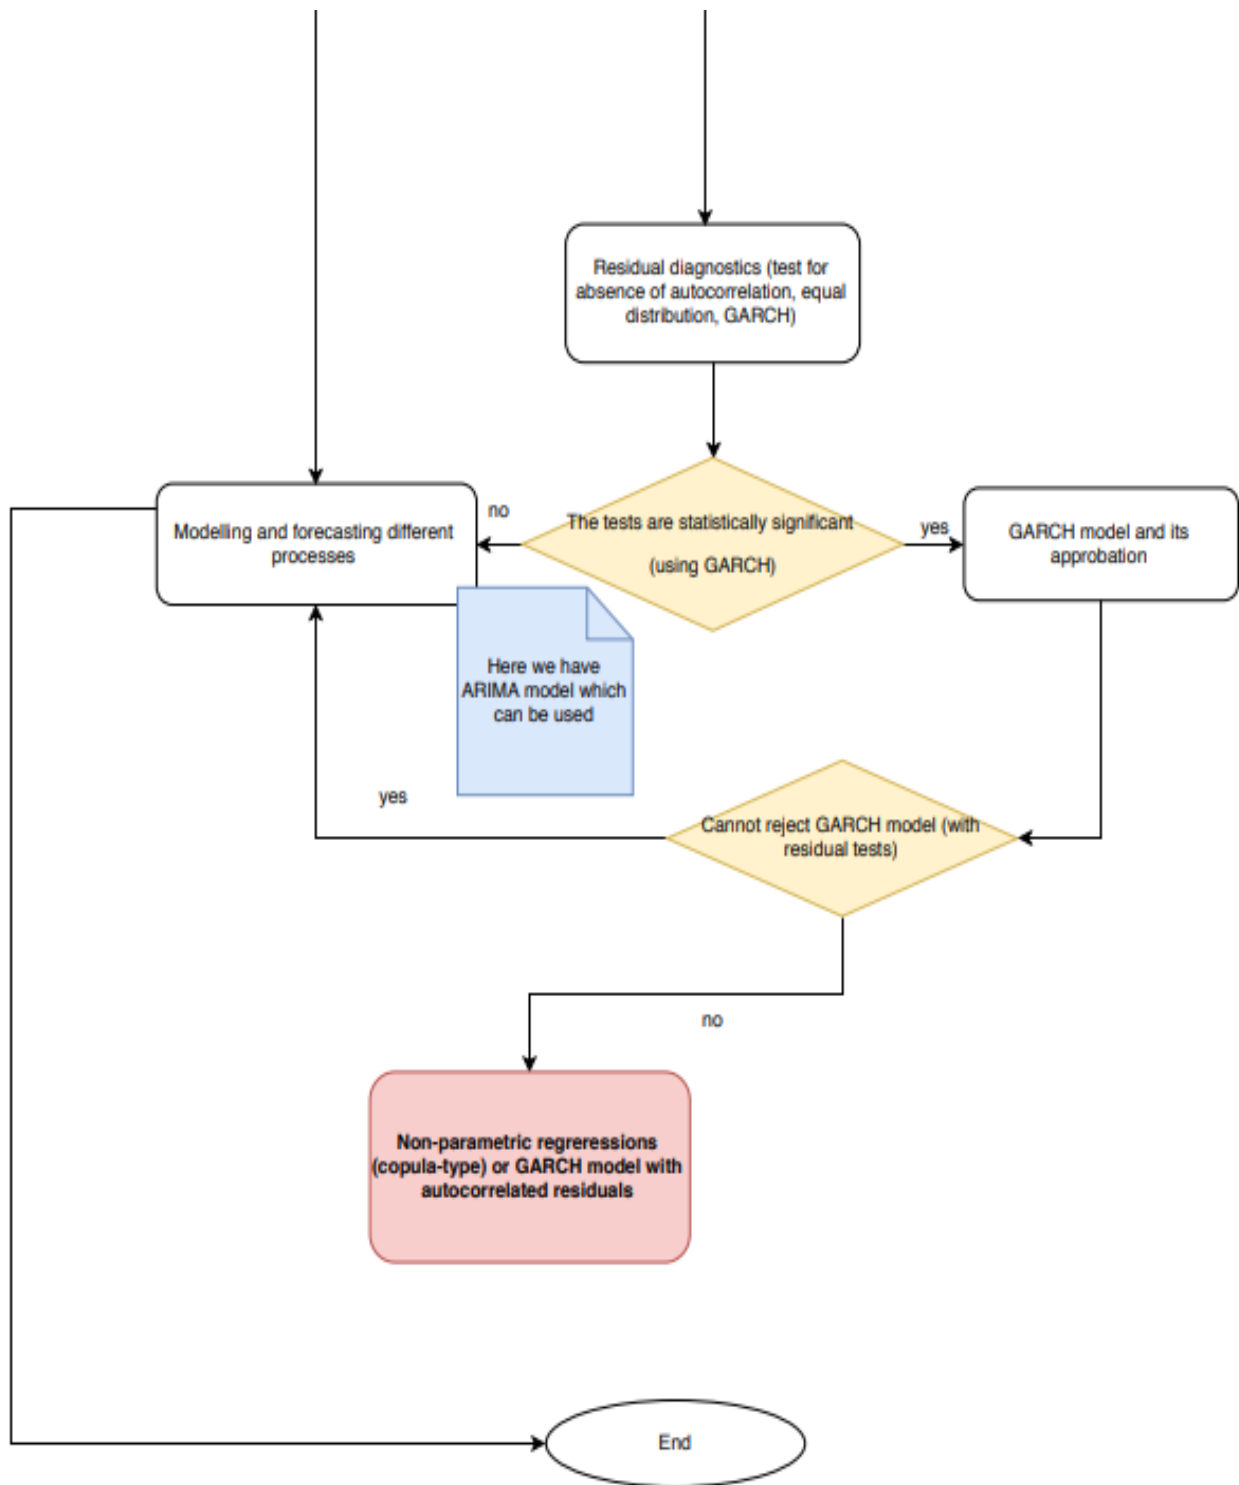 Residual diagnostics (test for
absence of autocorrelation, equal
distribution, GARCH)
Modelling and forecasting different
processes
no
The tests are statistically significant
(using GARCH)
yes
GARCH model and its
approbation
Here we have
ARIMA model which
can be used
yes
Cannot reject GARCH model (with
residual tests)
no
Non-parametric regreressions
(copula-type) or GARCH model with
autocorrelated residuals
End